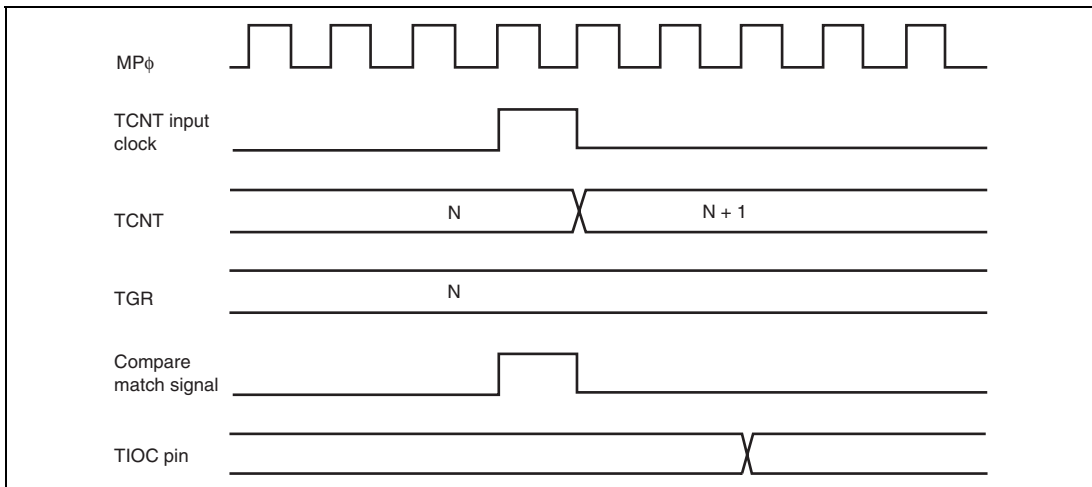 MPϕ
TCNT input
clock
TCNT
N
N + 1
TGR
N
Compare
match signal
TIOC pin